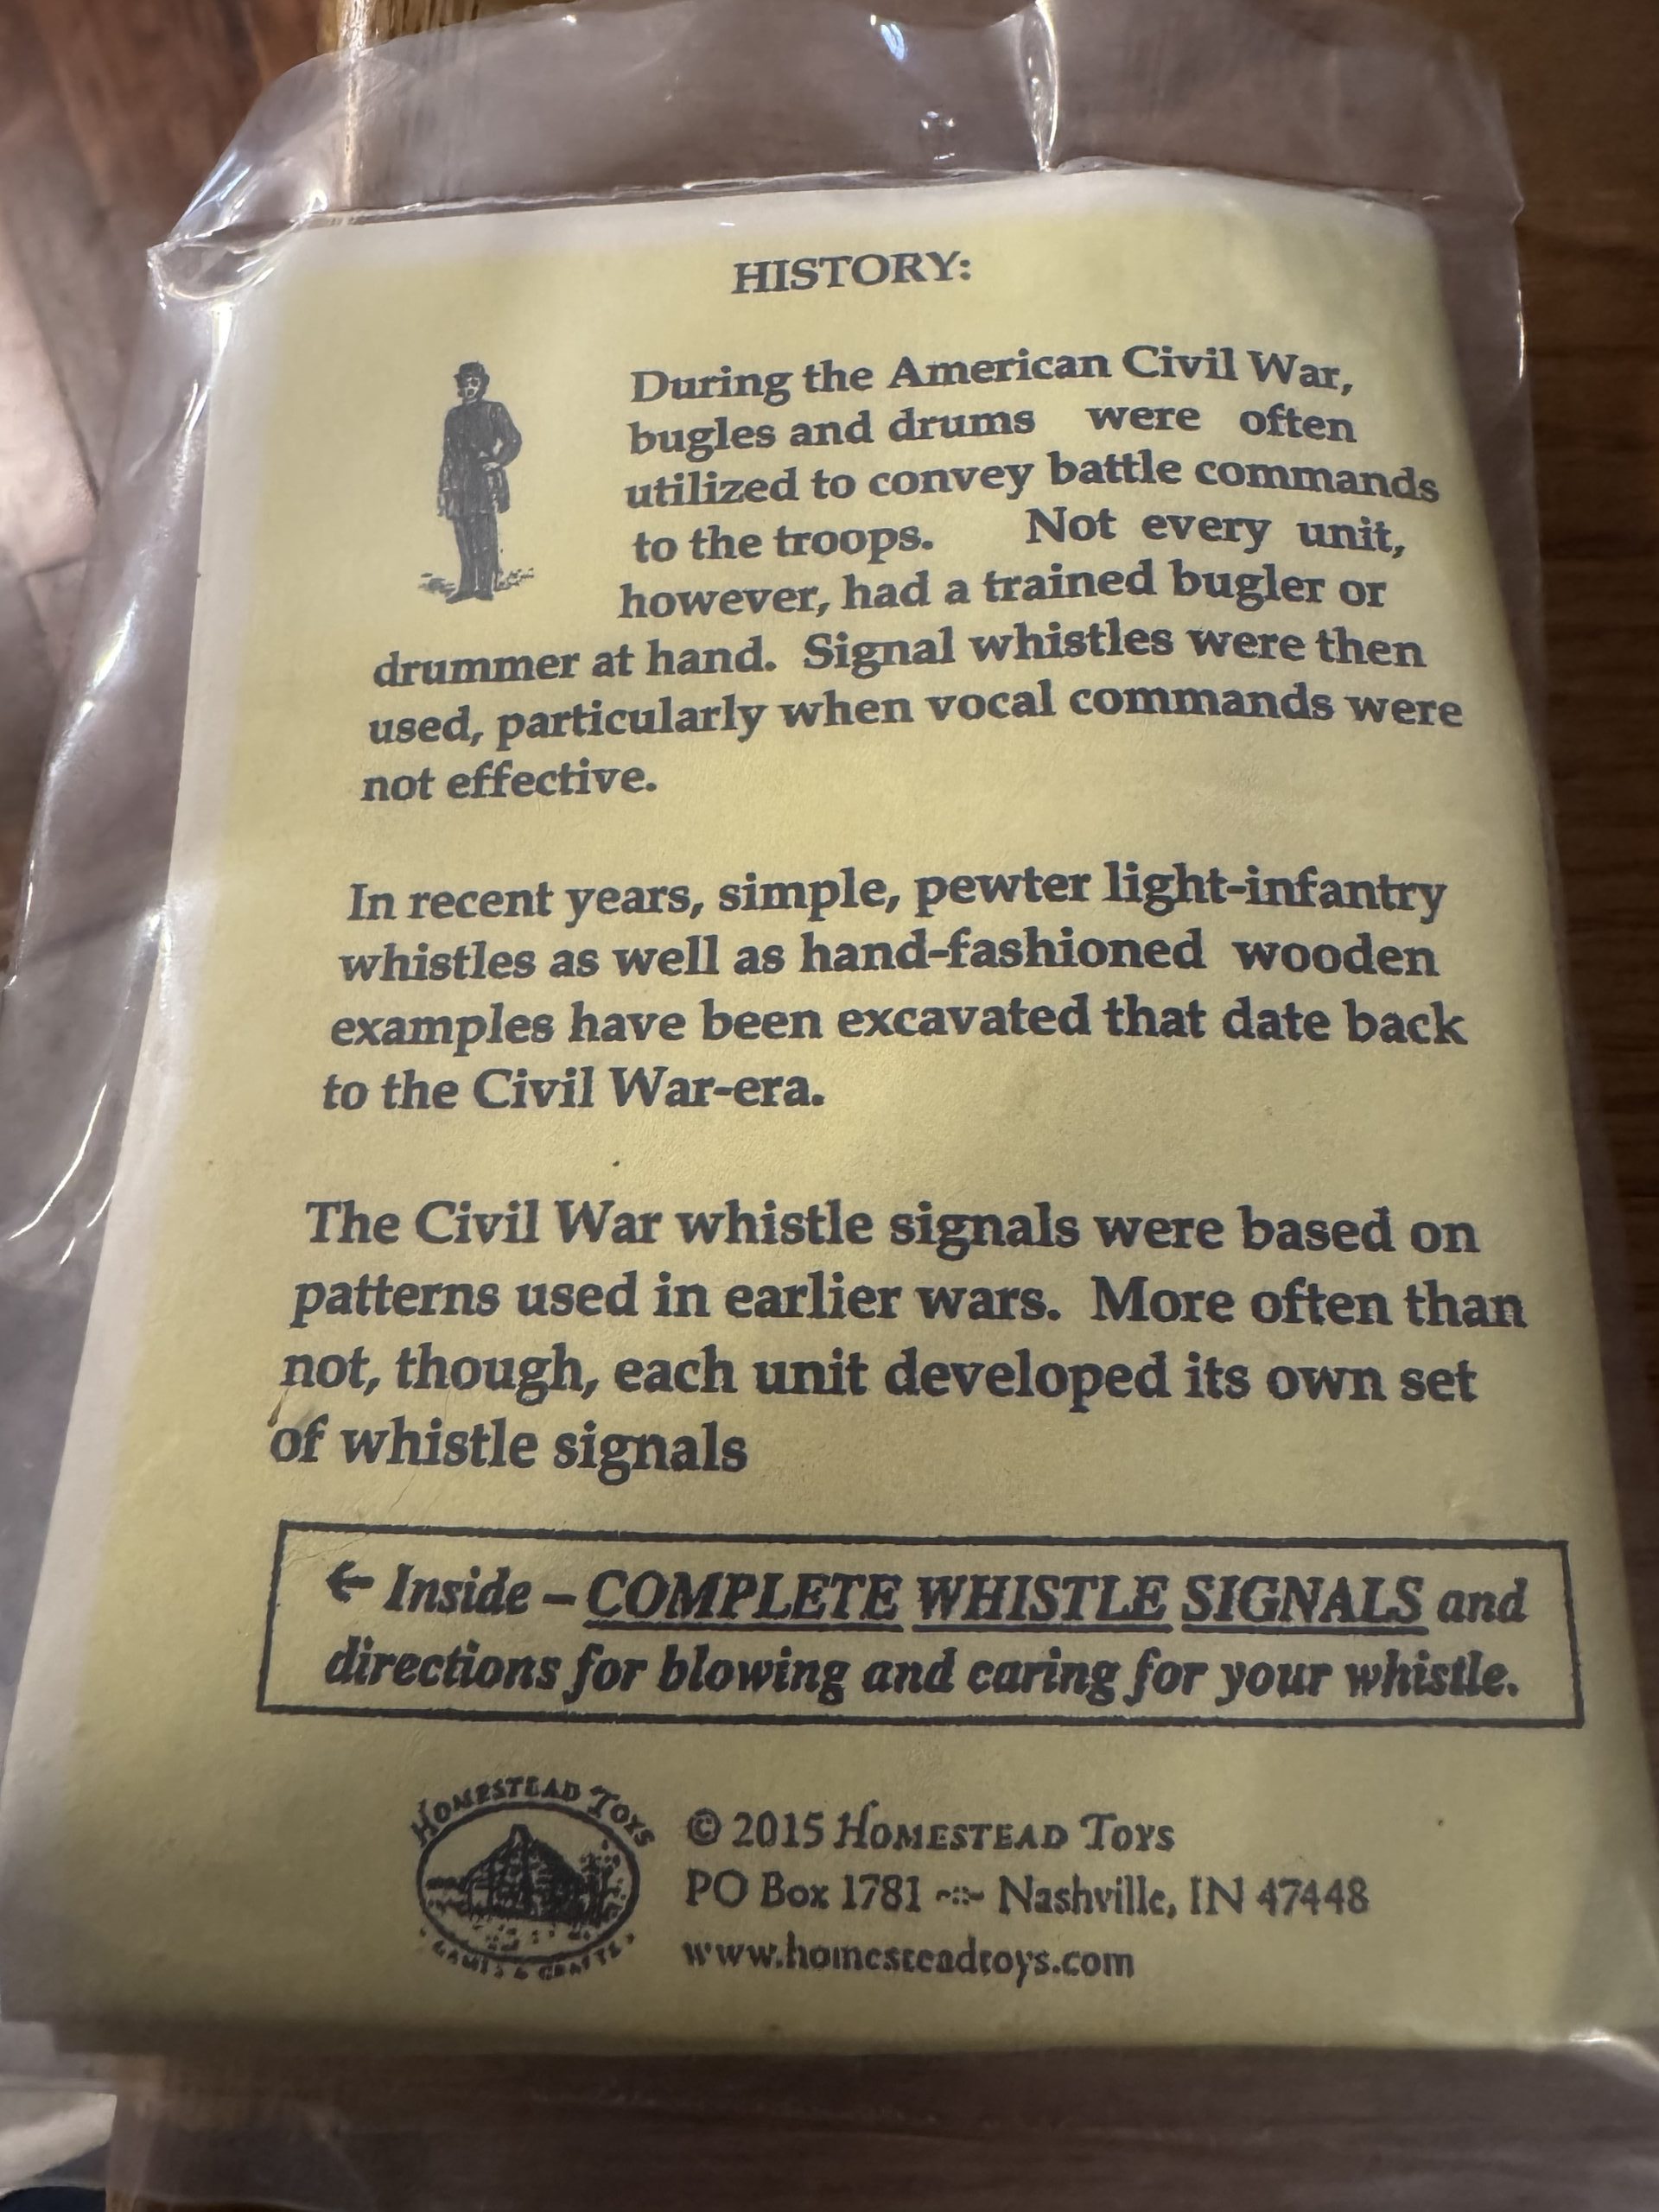 HISTORY:
During the American Civil War,
bugles and drums were often
utilized to convey battle commands
to the troops. Not every unit,
however, had a trained bugler or
drummer at hand. Signal whistles were then
used, particularly when vocal commands were
not effective.
In recent years, simple, pewter light-infantry
whistles as well as hand-fashioned wooden
examples have been excavated that date back
to the Civil War-era.
The Civil War whistle signals were based on
patterns used in earlier wars. More often than
not, though, each unit developed its own set
of whistle signals
← Inside – COMPLETE WHISTLE SIGNALS and
directions for blowing and caring for your whistle.
HOMESTEAD TOYS
GAMES & CRAFTS
© 2015 HOMESTEAD TOYS
PO Box 1781 ~::~ Nashville, IN 47448
www.homesteadtoys.com